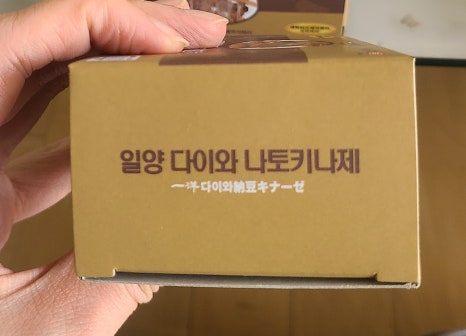 일양 다이와 나토키나제
一洋 다이와納豆キナーゼ